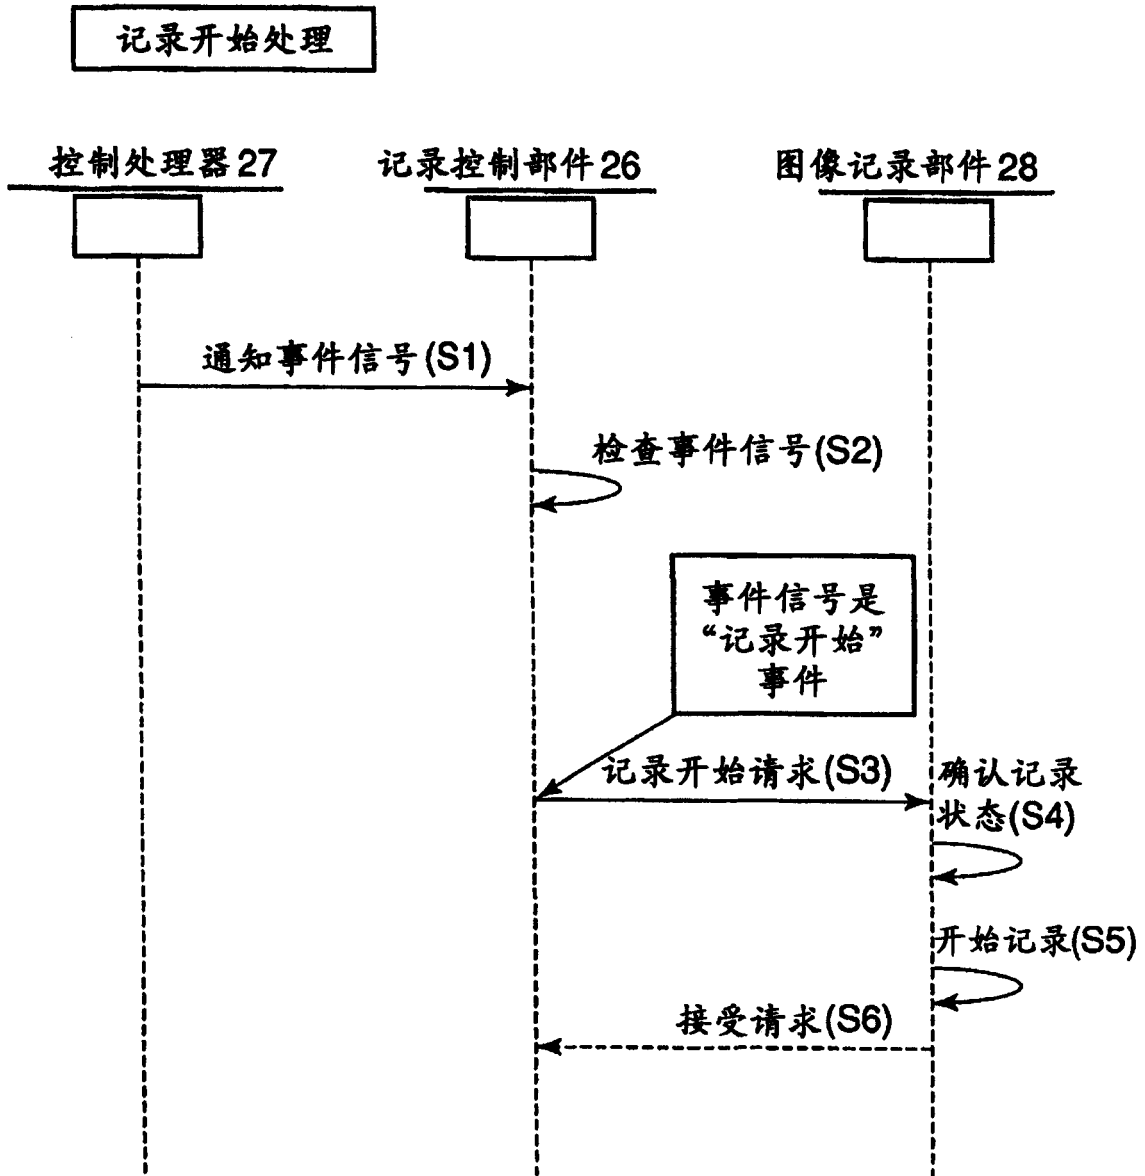 记录开始处理
控制处理器27
记录控制部件26
图像记录部件28
通知事件信号(S1)
检查事件信号(S2)
事件信号是
“记录开始”
事件
记录开始请求(S3)
确认记录
状态(S4)
开始记录(S5)
接受请求(S6)